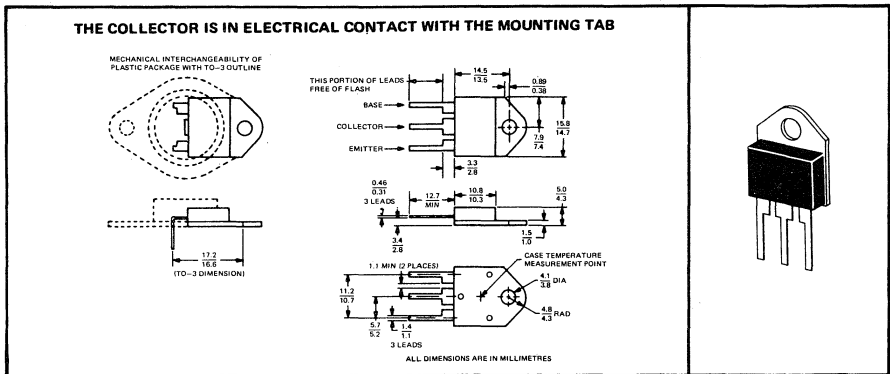 THE COLLECTOR IS IN ELECTRICAL CONTACT WITH THE MOUNTING TAB
MECHANICAL INTERCHANGEABILITY OF
PLASTIC PACKAGE WITH TO-3 OUTLINE
THIS PORTION OF LEADS
FREE OF FLASH
14.5
13.5
0.89
0.38
BASE
COLLECTOR
EMITTER
15.8
14.7
7.9
7.4
3.3
2.8
0.46
0.31
3 LEADS
12.7
MIN
10.8
10.3
5.0
4.3
3.4
2.8
1.5
1.0
17.2
16.6
(TO-3 DIMENSION)
CASE TEMPERATURE
MEASUREMENT POINT
1.1 MIN (2 PLACES)
4.1
3.8 DIA
11.2
10.7
4.8
4.3 RAD
5.7
5.2
1.4
1.1
3 LEADS
ALL DIMENSIONS ARE IN MILLIMETRES